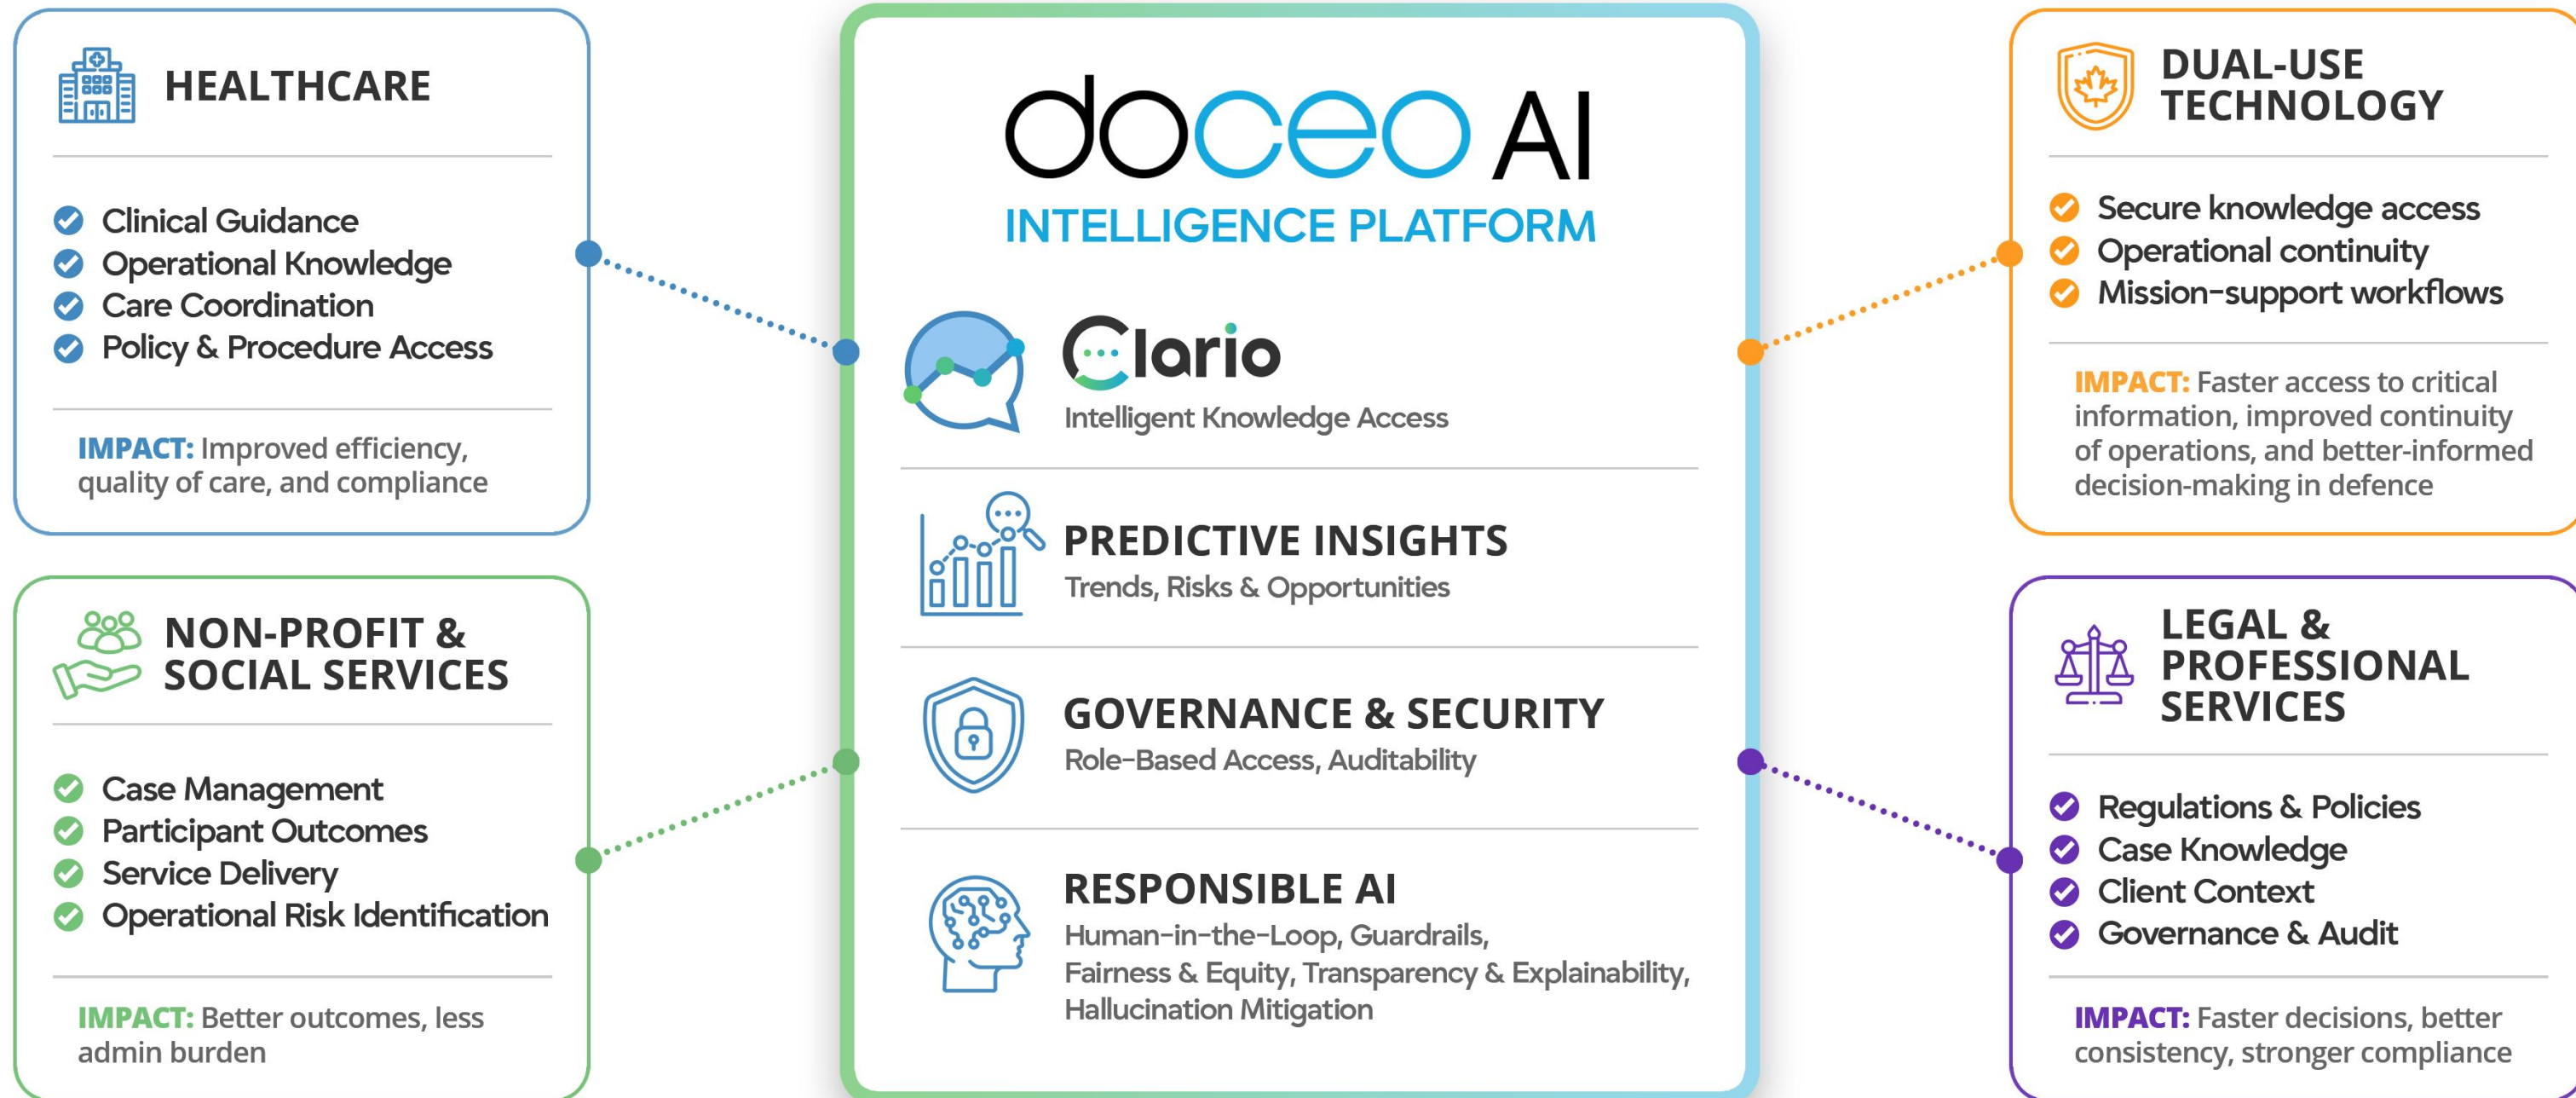 HEALTHCARE
Clinical Guidance
Operational Knowledge
Care Coordination
Policy & Procedure Access
IMPACT: Improved efficiency,
quality of care, and compliance
NON-PROFIT &
SOCIAL SERVICES
Case Management
Participant Outcomes
Service Delivery
Operational Risk Identification
IMPACT: Better outcomes, less
admin burden
doceo AI
INTELLIGENCE PLATFORM
Clario
Intelligent Knowledge Access
PREDICTIVE INSIGHTS
Trends, Risks & Opportunities
GOVERNANCE & SECURITY
Role-Based Access, Auditability
RESPONSIBLE AI
Human-in-the-Loop, Guardrails,
Fairness & Equity, Transparency & Explainability,
Hallucination Mitigation
DUAL-USE
TECHNOLOGY
Secure knowledge access
Operational continuity
Mission-support workflows
IMPACT: Faster access to critical
information, improved continuity
of operations, and better-informed
decision-making in defence
LEGAL &
PROFESSIONAL
SERVICES
Regulations & Policies
Case Knowledge
Client Context
Governance & Audit
IMPACT: Faster decisions, better
consistency, stronger compliance